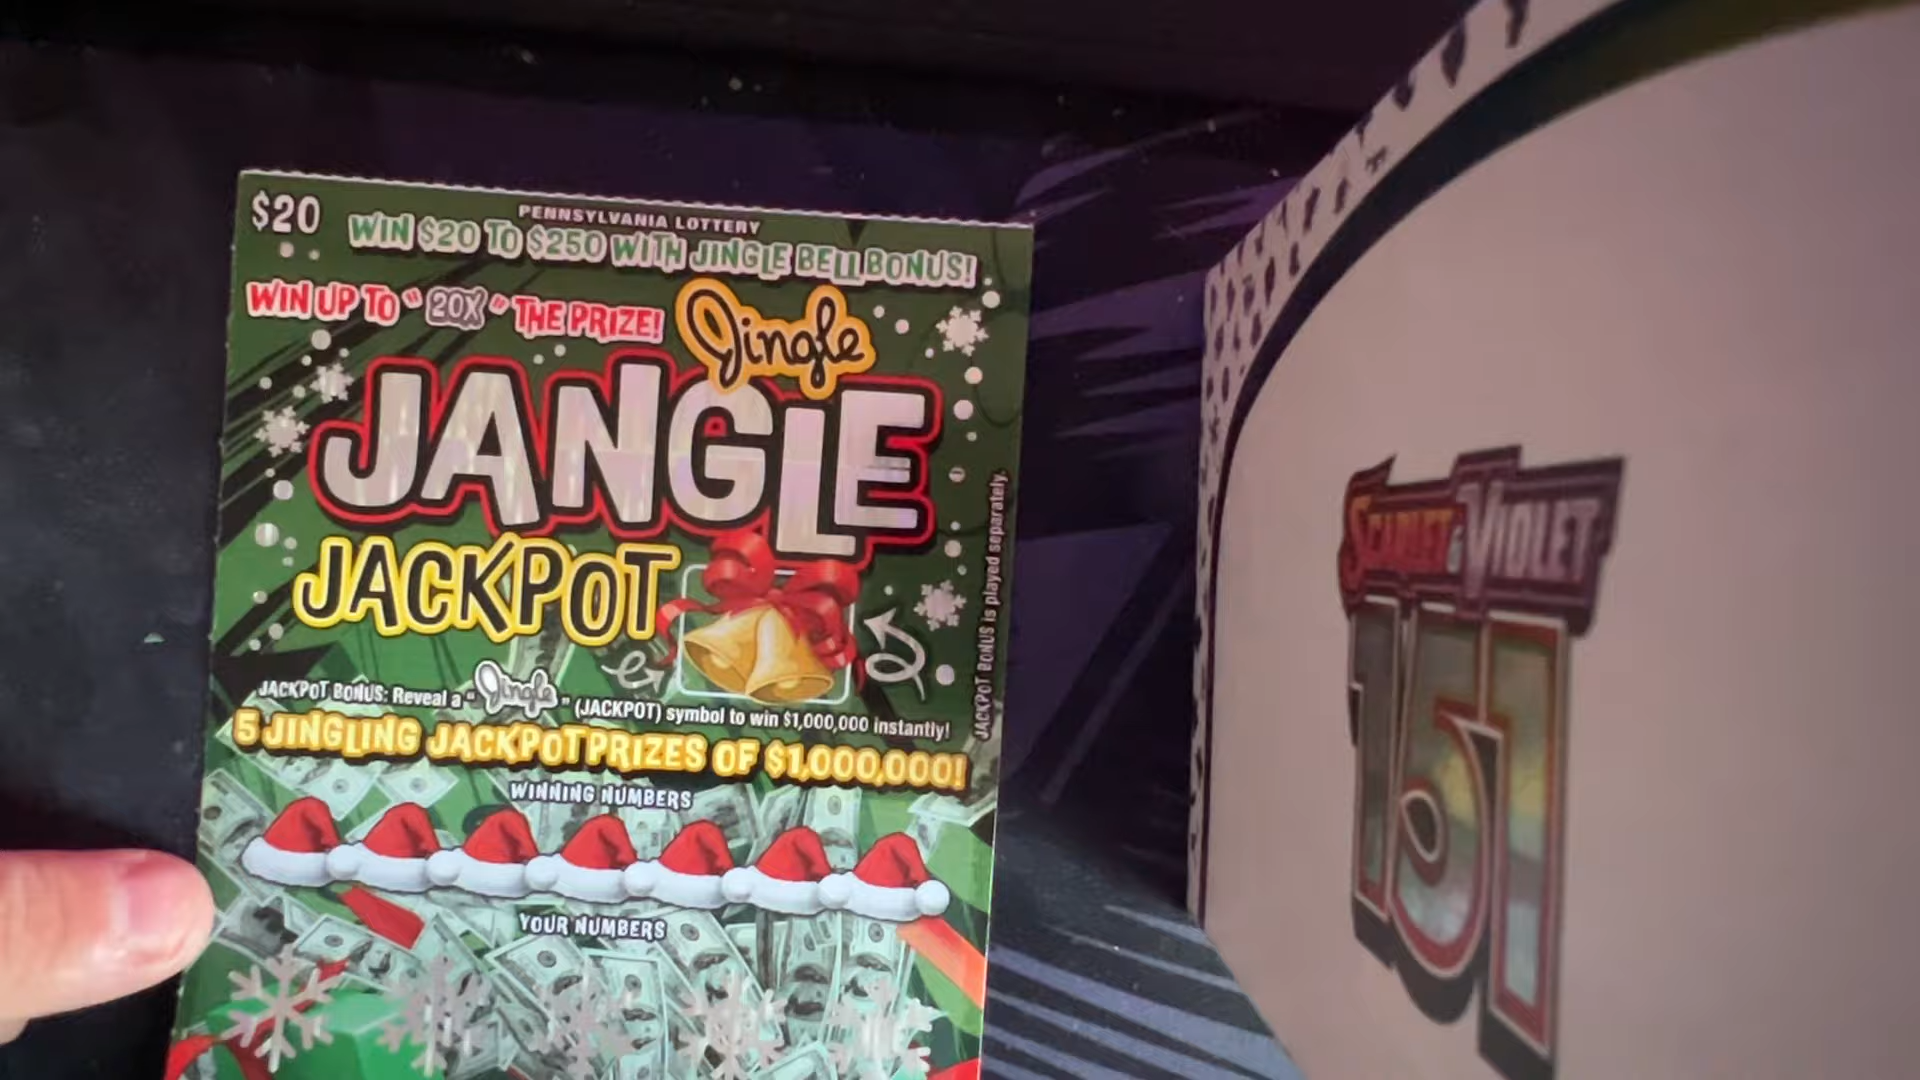 $20
PENNSYLVANIA LOTTERY
WIN $20 TO $250 WITH JINGLE BELL BONUS!
WIN UP TO "20X" THE PRIZE!
Jingle
JANGLE
JACKPOT
JACKPOT BONUS: Reveal a "Jingle" (JACKPOT) symbol to win $1,000,000 instantly!
5 JINGLING JACKPOT PRIZES OF $1,000,000!
JACKPOT BONUS is played separately.
WINNING NUMBERS
YOUR NUMBERS
SCARLET & VIOLET
151